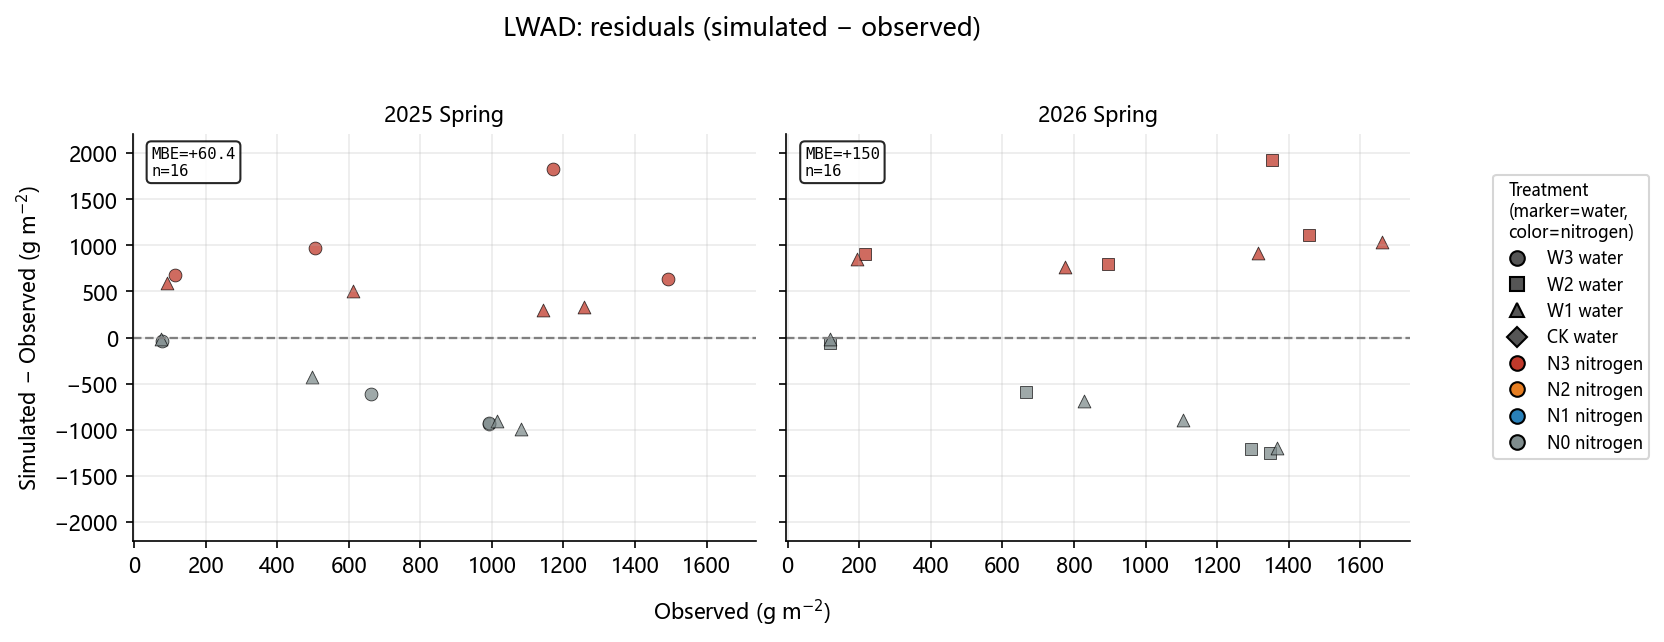 LWAD: residuals (simulated − observed)
2025 Spring
2026 Spring
MBE=+60.4
n=16
MBE=+150
n=16
2000
1500
1000
500
0
−500
−1000
−1500
−2000
Simulated − Observed (g m⁻²)
0 200 400 600 800 1000 1200 1400 1600
0 200 400 600 800 1000 1200 1400 1600
Observed (g m⁻²)
Treatment
(marker=water,
color=nitrogen)
W3 water
W2 water
W1 water
CK water
N3 nitrogen
N2 nitrogen
N1 nitrogen
N0 nitrogen